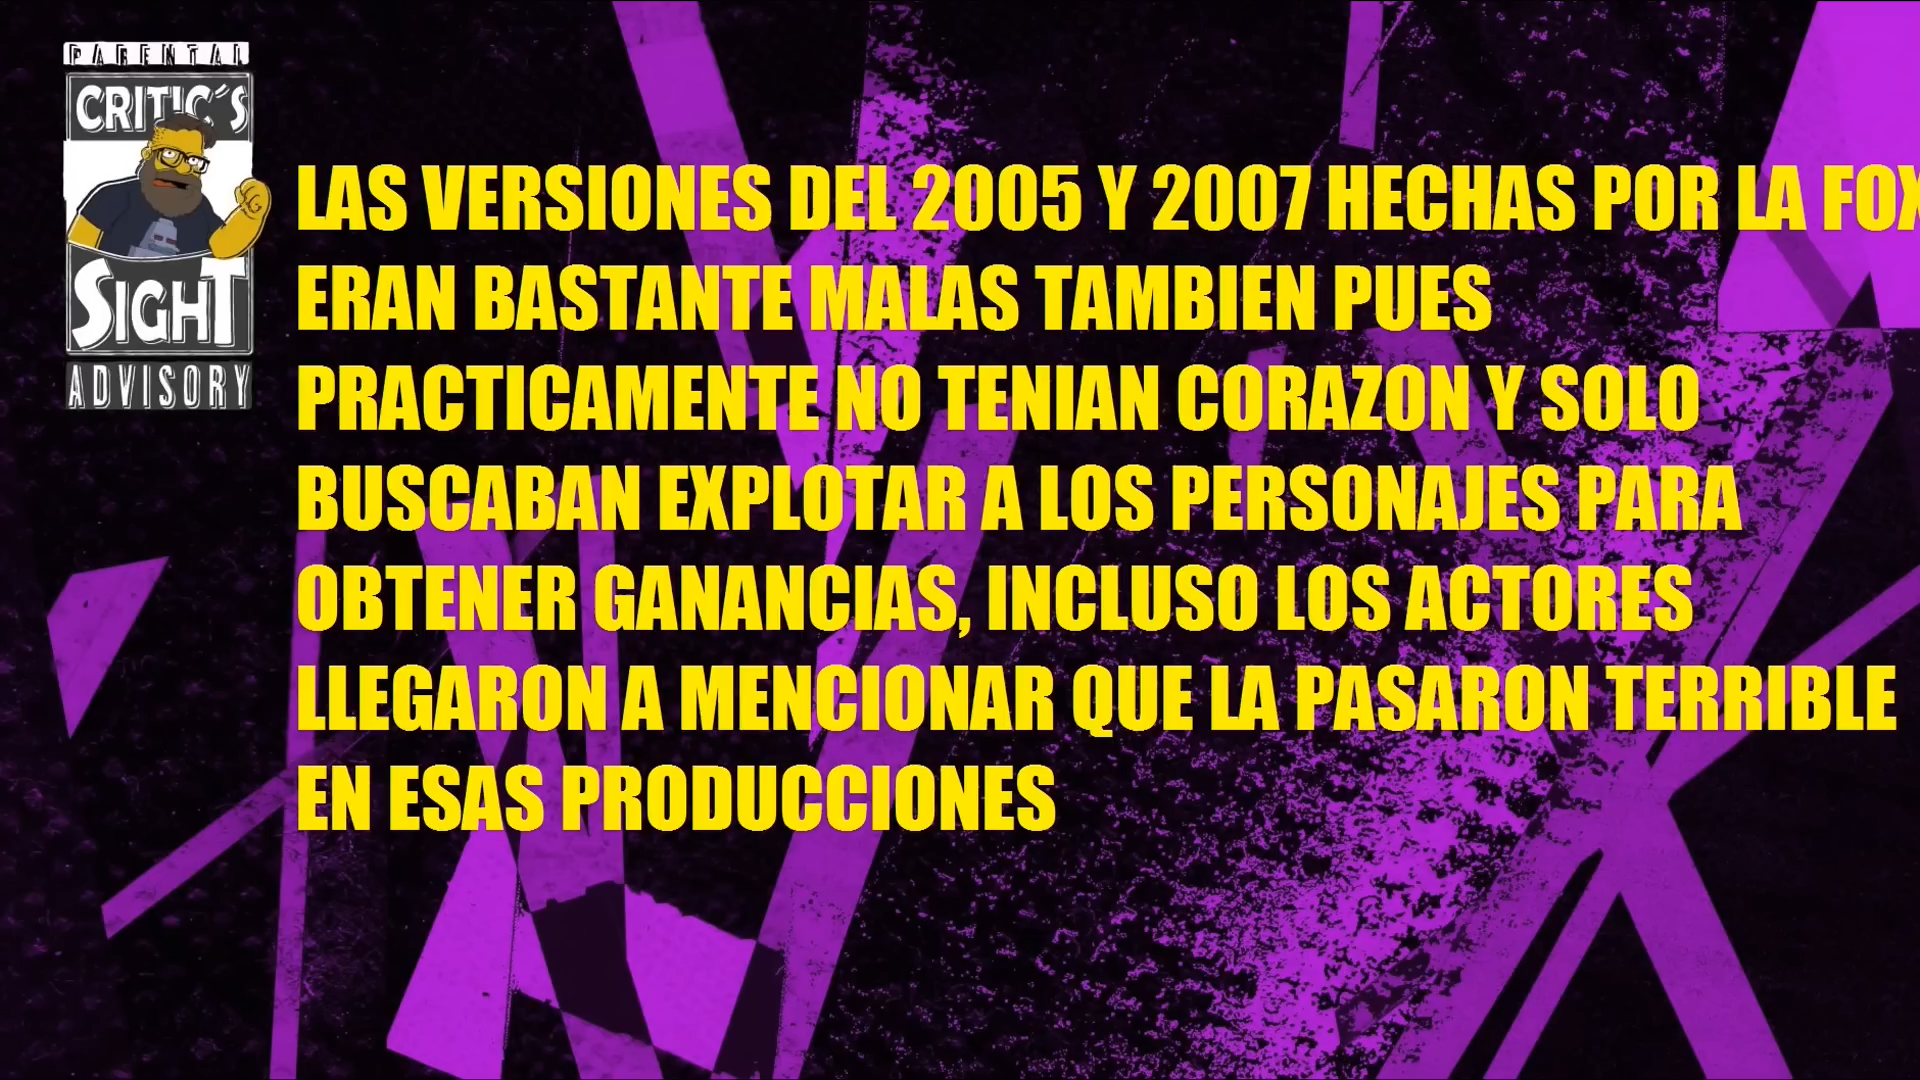 PARENTAL
CRITIC´S
SIGHT
ADVISORY
LAS VERSIONES DEL 2005 Y 2007 HECHAS POR LA FOX
ERAN BASTANTE MALAS TAMBIEN PUES
PRACTICAMENTE NO TENIAN CORAZON Y SOLO
BUSCABAN EXPLOTAR A LOS PERSONAJES PARA
OBTENER GANANCIAS, INCLUSO LOS ACTORES
LLEGARON A MENCIONAR QUE LA PASARON TERRIBLE
EN ESAS PRODUCCIONES